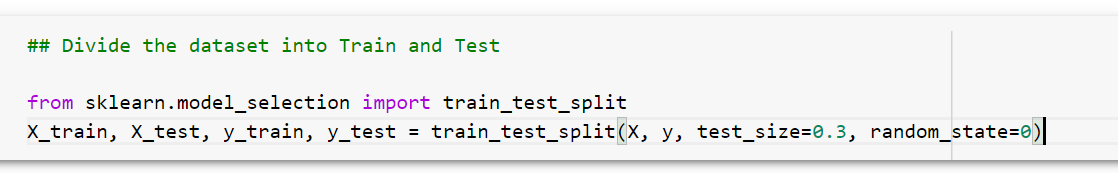 ## Divide the dataset into Train and Test
from sklearn.model_selection import train_test_split
X_train, X_test, y_train, y_test = train_test_split(X, y, test_size=0.3, random_state=0)